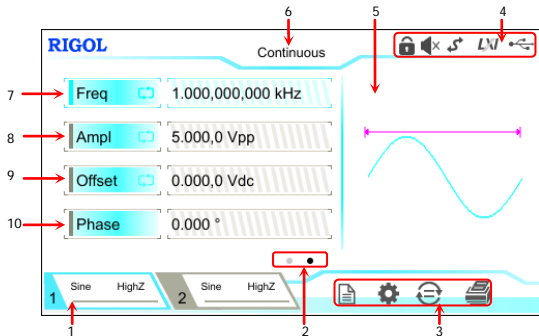 6
5
4
RIGOL
Continuous
LXI
7
Freq
1.000,000,000 kHz
8
Ampl
5.000,0 Vpp
9
Offset
0.000,0 Vdc
10
Phase
0.000 °
1
Sine
HighZ
2
Sine
HighZ
1
2
3